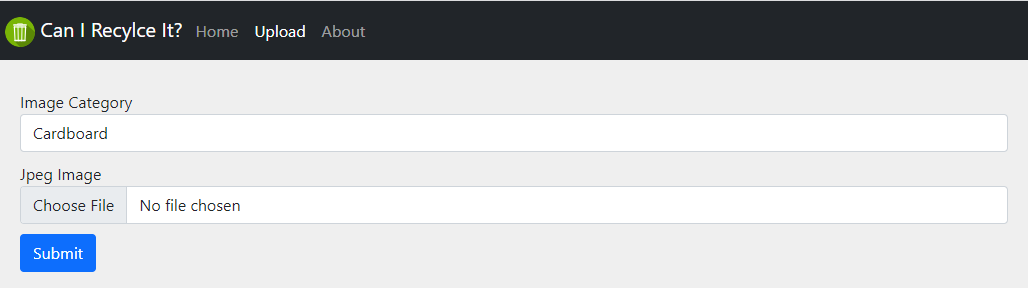 Can I Recylce It? Home Upload About
Image Category
Cardboard
Jpeg Image
Choose File No file chosen
Submit